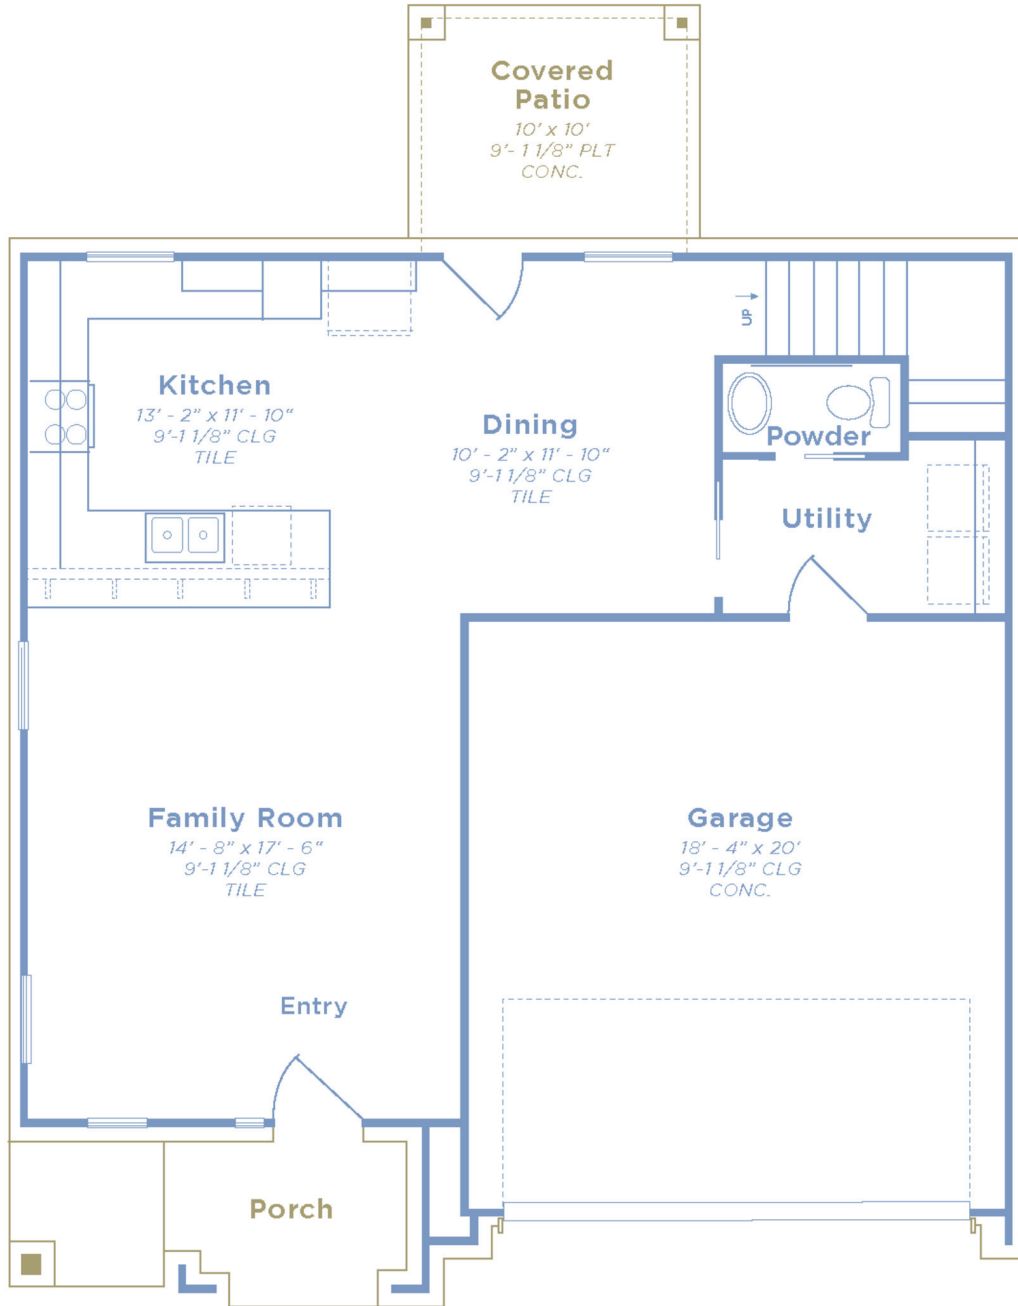 Covered
Patio
10' x 10'
9'- 1 1/8" PLT
CONC.
UP
Kitchen
13' - 2" x 11' - 10"
9'-1 1/8" CLG
TILE
Dining
10' - 2" x 11' - 10"
9'-1 1/8" CLG
TILE
Powder
Utility
Family Room
14' - 8" x 17' - 6"
9'-1 1/8" CLG
TILE
Garage
18' - 4" x 20'
9'-1 1/8" CLG
CONC.
Entry
Porch